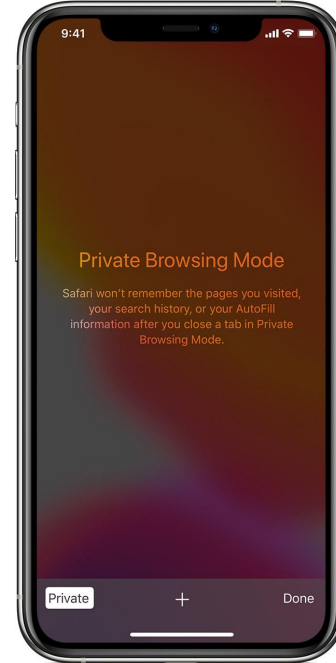 9:41
Private Browsing Mode
Safari won't remember the pages you visited,
your search history, or your AutoFill
information after you close a tab in Private
Browsing Mode.
Private + Done